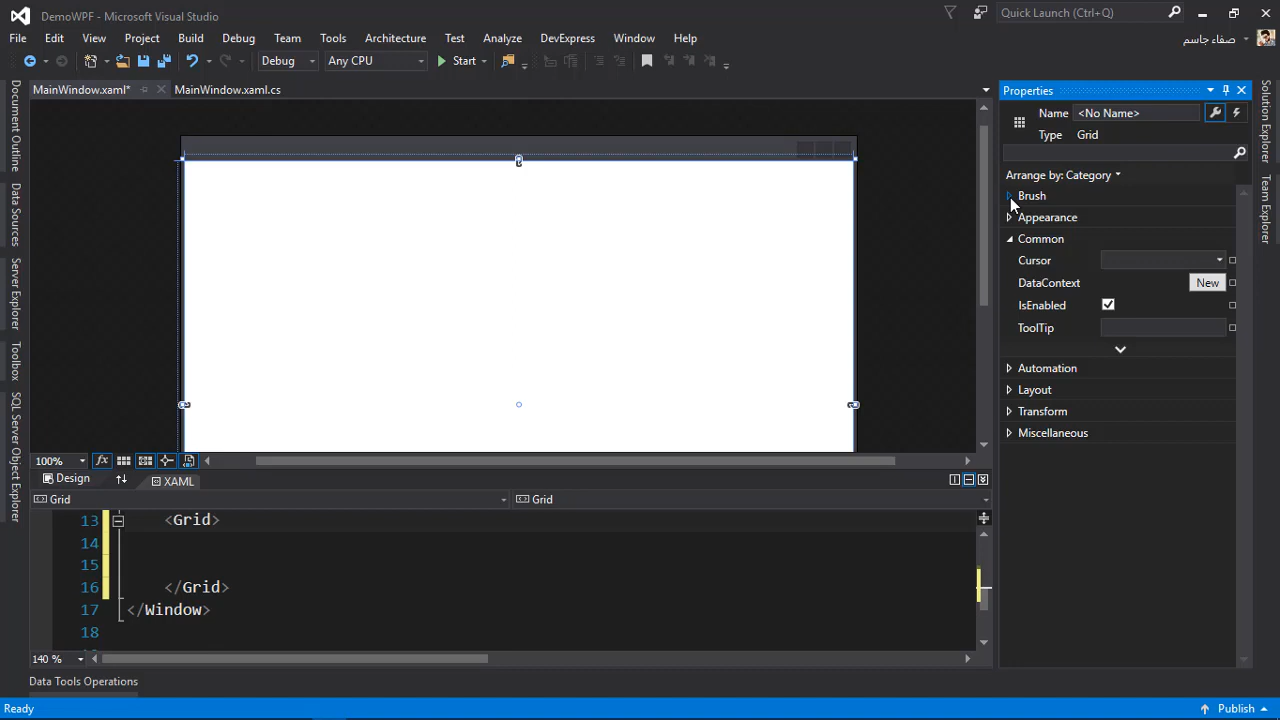 DemoWPF - Microsoft Visual Studio
Quick Launch (Ctrl+Q)
File Edit View Project Build Debug Team Tools Architecture Test Analyze DevExpress Window Help
صفاء جاسم
Debug Any CPU Start
MainWindow.xaml* MainWindow.xaml.cs
Document Outline
Data Sources
Server Explorer
Toolbox
SQL Server Object Explorer
100%
Design XAML
Grid Grid
13 <Grid>
14
15
16 </Grid>
17 </Window>
18
140 %
Data Tools Operations
Properties
Name <No Name>
Type Grid
Arrange by: Category
Brush
Appearance
Common
Cursor
DataContext New
IsEnabled
ToolTip
Automation
Layout
Transform
Miscellaneous
Solution Explorer
Team Explorer
Ready
Publish